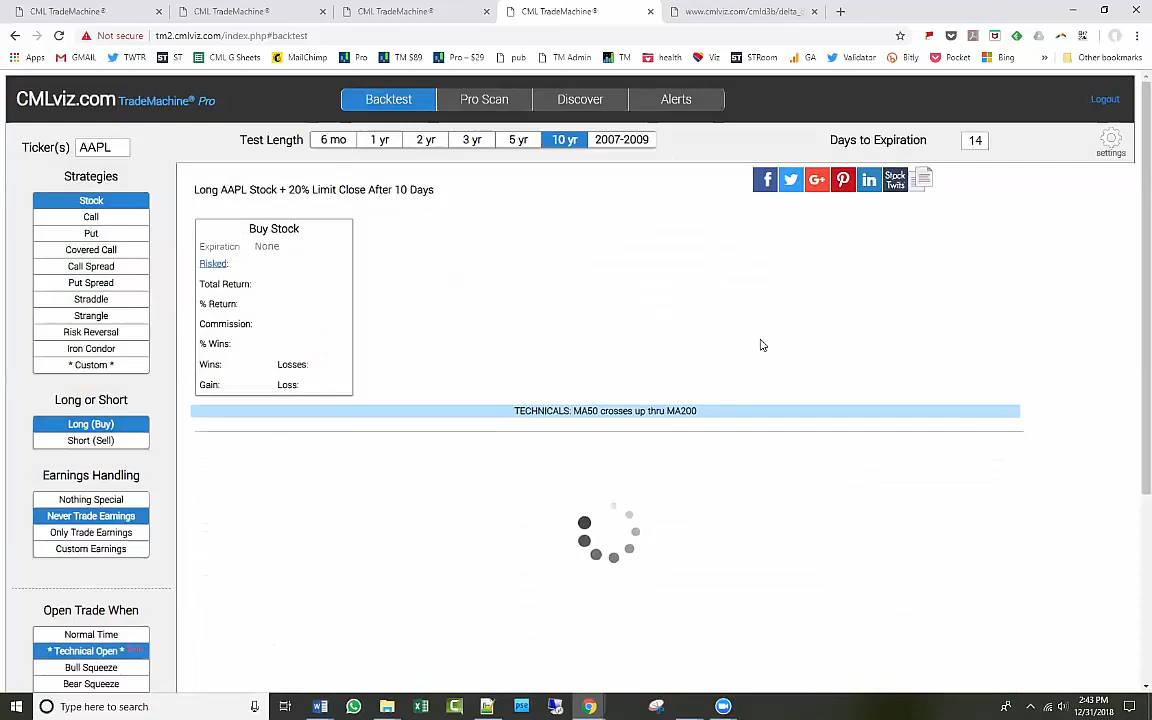 CML TradeMachine®
CML TradeMachine®
CML TradeMachine®
CML TradeMachine®
www.cmlviz.com/cmld3b/delta_c
Not secure tm2.cmlviz.com/index.php#backtest
Apps GMAIL TWTR ST CML G Sheets MailChimp Pro TM $89 Pro – $29 pub TM Admin TM health Viz STRoom GA Validator Bitly Pocket Bing » Other bookmarks
CMLviz.com TradeMachine® Pro
Backtest Pro Scan Discover Alerts
Logout
Ticker(s) AAPL
Test Length 6 mo 1 yr 2 yr 3 yr 5 yr 10 yr 2007-2009
Days to Expiration 14
settings
Strategies
Stock
Call
Put
Covered Call
Call Spread
Put Spread
Straddle
Strangle
Risk Reversal
Iron Condor
* Custom *
Long or Short
Long (Buy)
Short (Sell)
Earnings Handling
Nothing Special
Never Trade Earnings
Only Trade Earnings
Custom Earnings
Open Trade When
Normal Time
* Technical Open *
Bull Squeeze
Bear Squeeze
Long AAPL Stock + 20% Limit Close After 10 Days
f G+ in Stock Twits
Buy Stock
Expiration None
Risked:
Total Return:
% Return:
Commission:
% Wins:
Wins: Losses:
Gain: Loss:
TECHNICALS: MA50 crosses up thru MA200
Type here to search
2:43 PM
12/31/2018